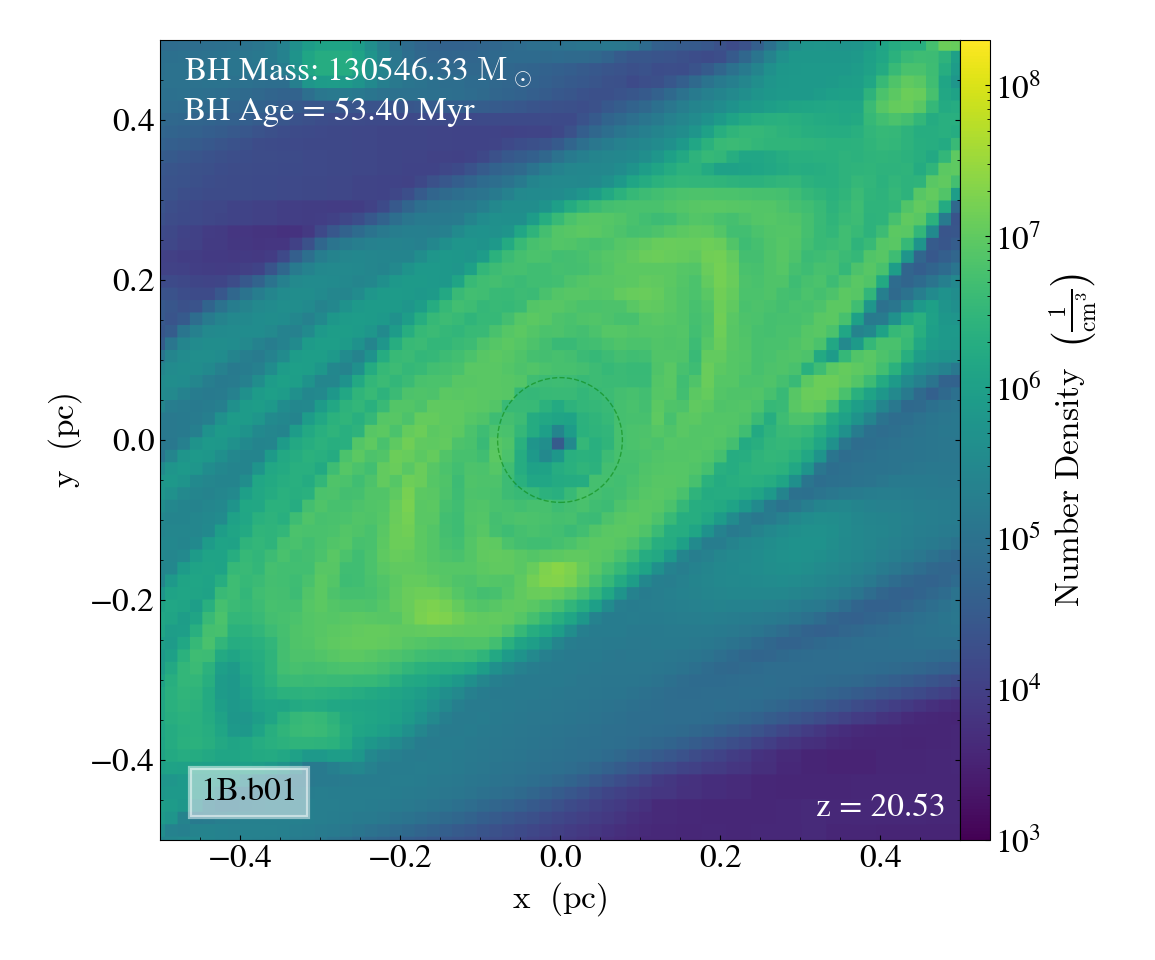 BH Mass: 130546.33 M⊙
BH Age = 53.40 Myr
0.4
0.2
0.0
−0.2
−0.4
y (pc)
1B.b01
z = 20.53
−0.4 −0.2 0.0 0.2 0.4
x (pc)
10^8
10^7
10^6
10^5
10^4
10^3
Number Density (1/cm^3)